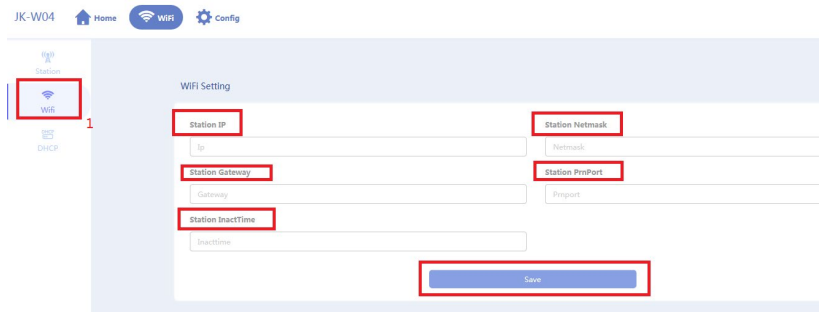 JK-W04 Home WiFi Config
Station
Wifi
1
DHCP
WiFi Setting
Station IP Station Netmask
Ip Netmask
Station Gateway Station PrnPort
Gateway Prnport
Station InactTime
Inacttime
Save